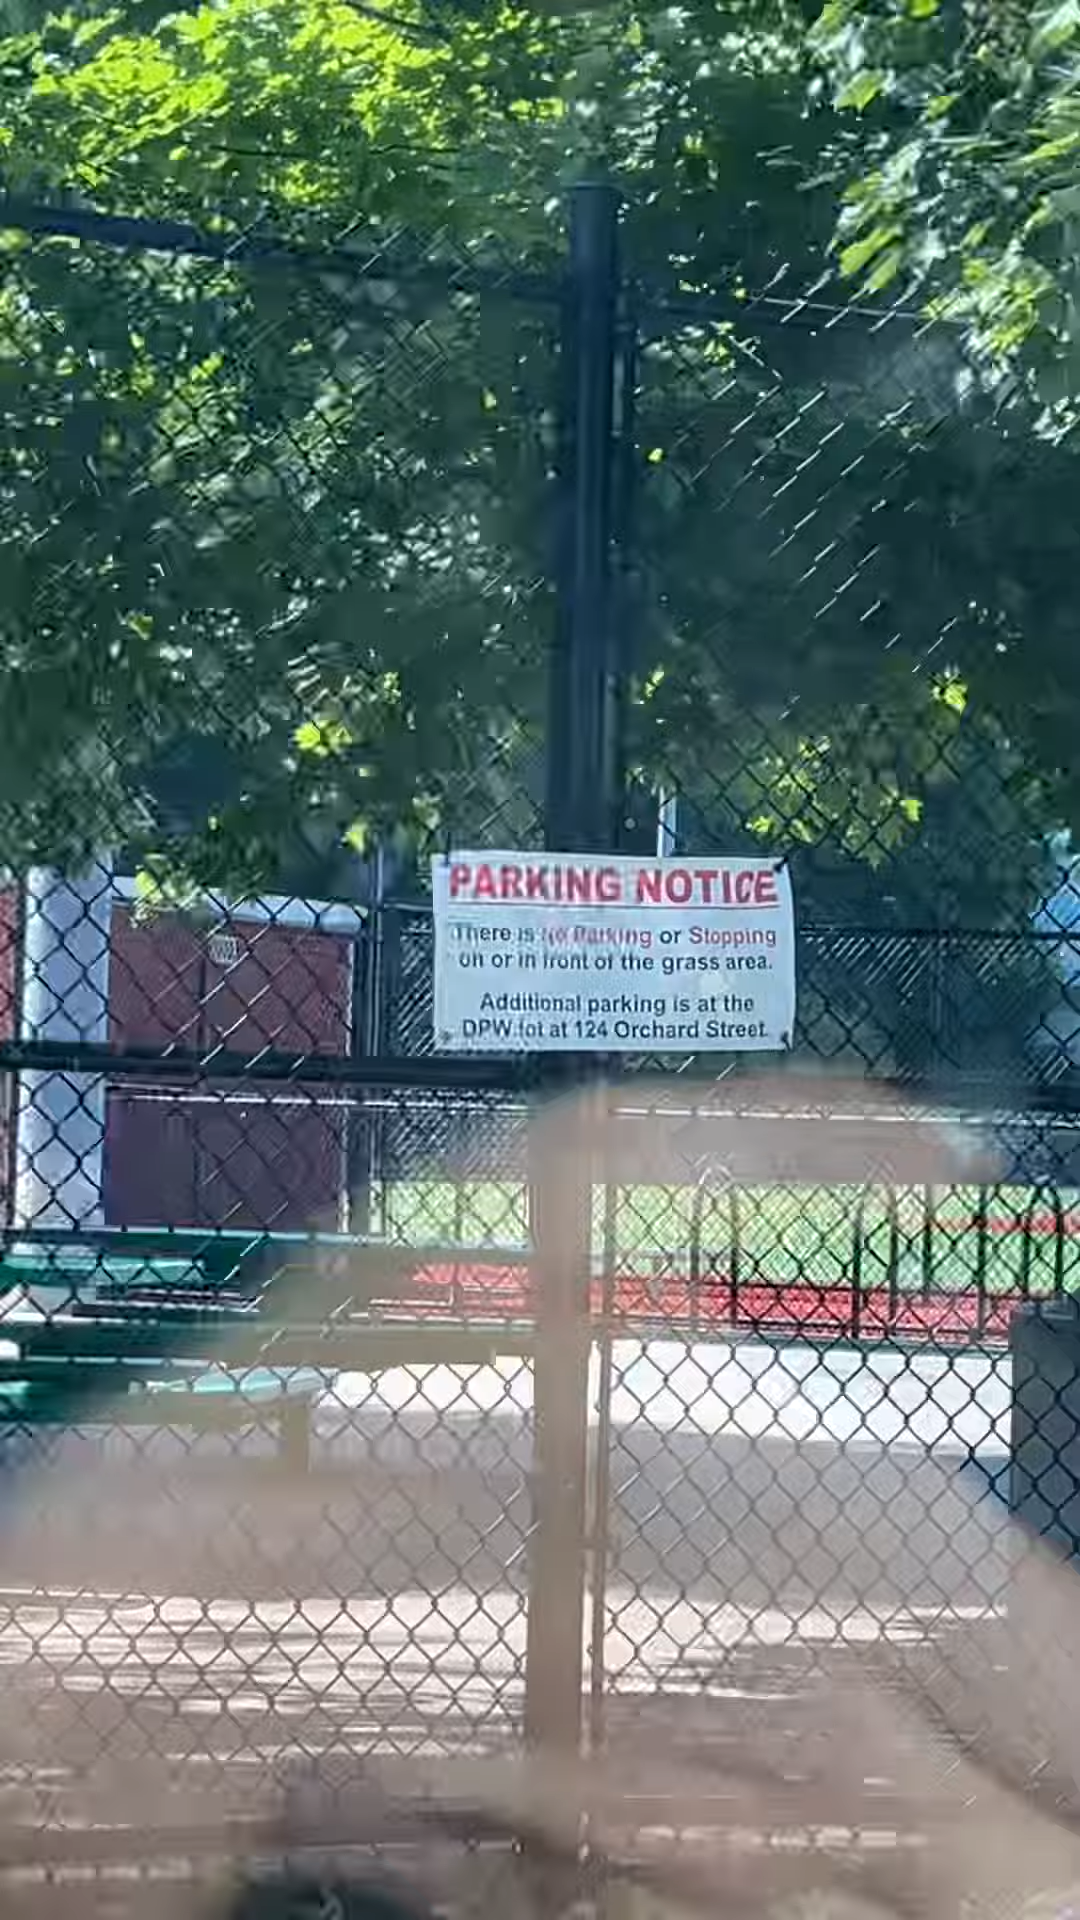 PARKING NOTICE
There is No Parking or Stopping
on or in front of the grass area.
Additional parking is at the
DPW lot at 124 Orchard Street.